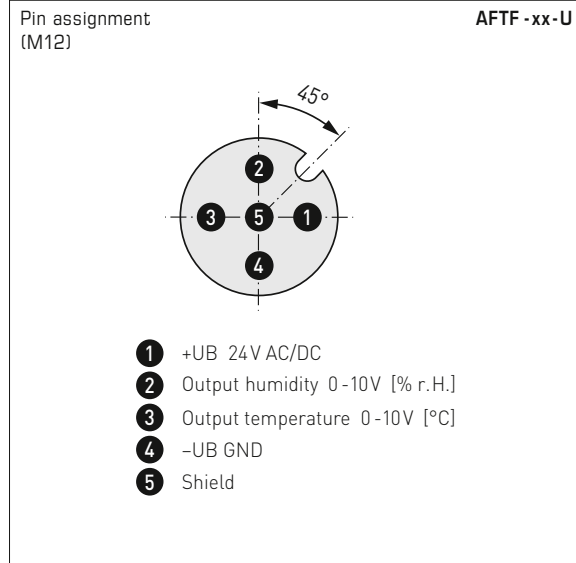 Pin assignment
(M12)
AFTF-xx-U
45°
2
3
5
1
4
1 +UB 24V AC/DC
2 Output humidity 0-10V [% r.H.]
3 Output temperature 0-10V [°C]
4 –UB GND
5 Shield